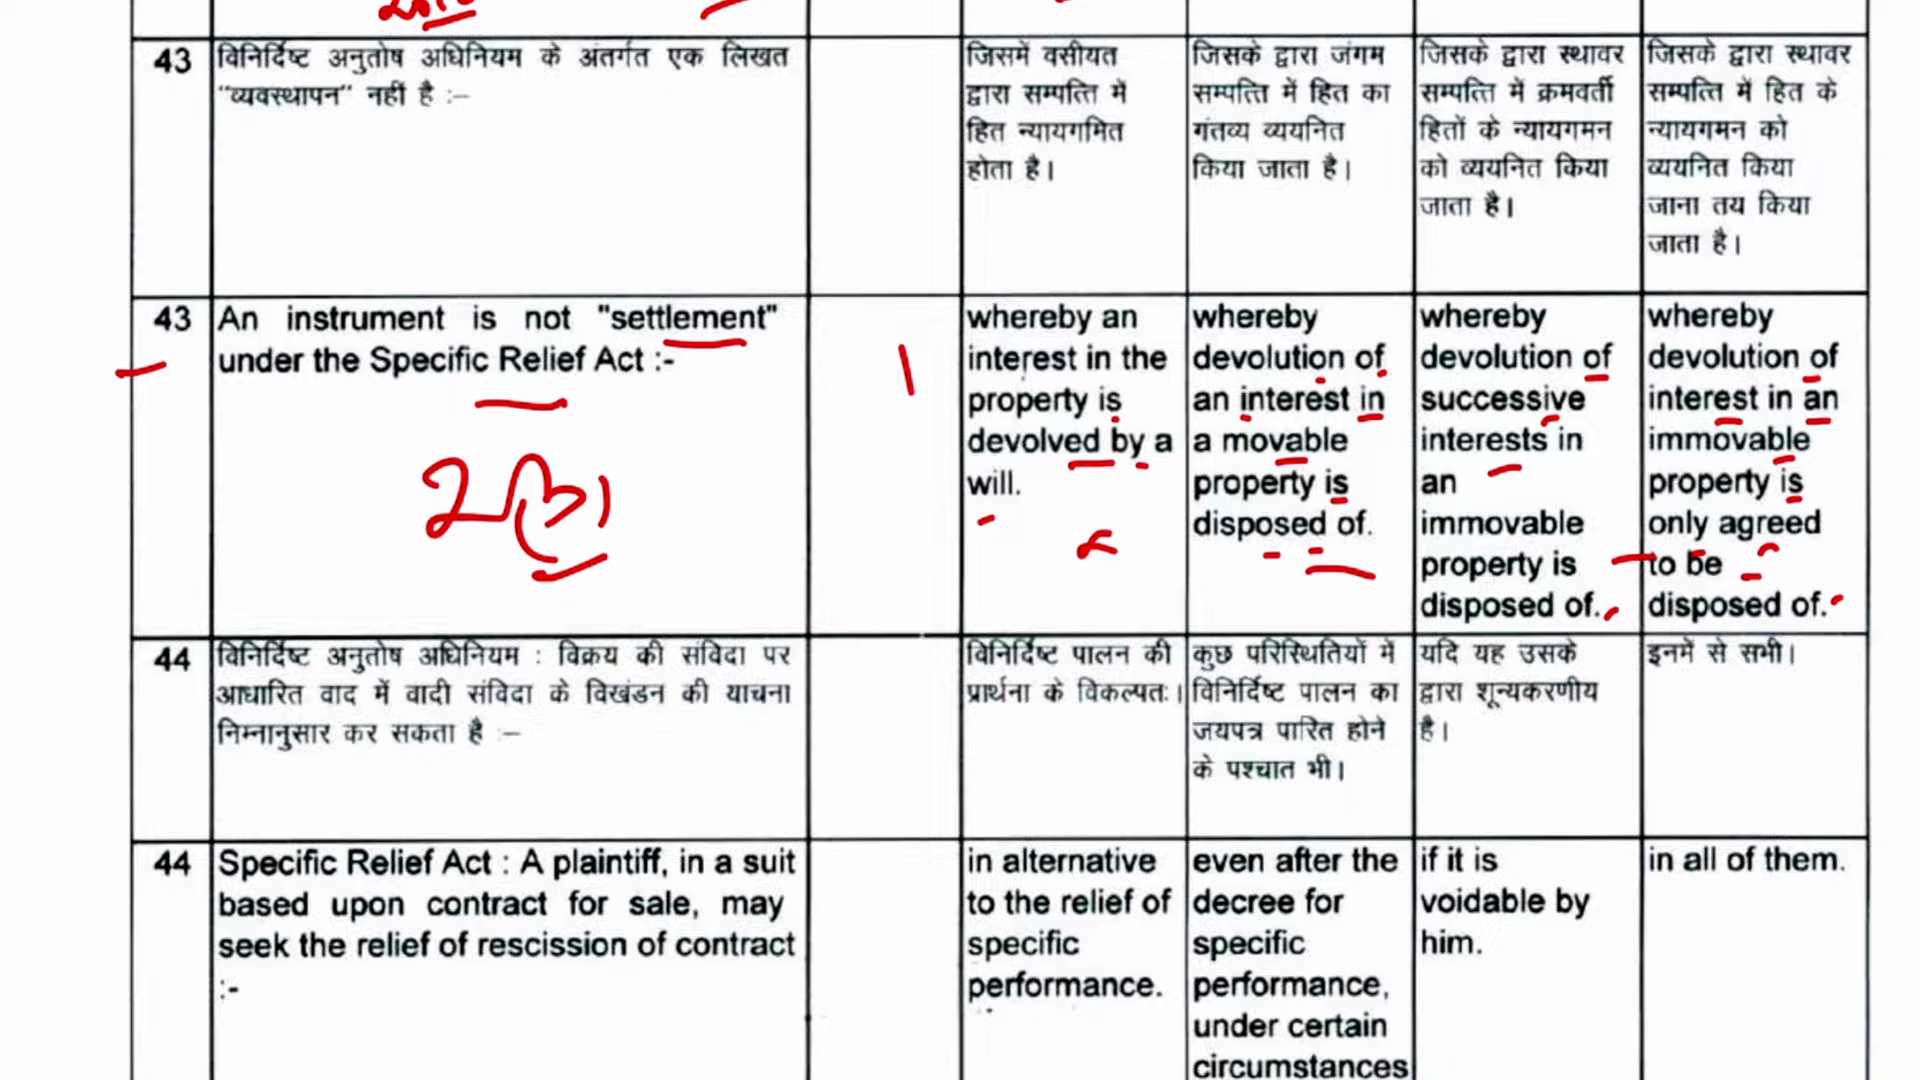 43
विनिर्दिष्ट अनुतोष अधिनियम के अंतर्गत एक लिखत
"व्यवस्थापन" नहीं है :–
जिसमें वसीयत
द्वारा सम्पत्ति में
हित न्यायगमित
होता है।
जिसके द्वारा जंगम
सम्पत्ति में हित का
गंतव्य व्ययनित
किया जाता है।
जिसके द्वारा स्थावर
सम्पत्ति में क्रमवर्ती
हितों के न्यायगमन
को व्ययनित किया
जाता है।
जिसके द्वारा स्थावर
सम्पत्ति में हित के
न्यायगमन को
व्ययनित किया
जाना तय किया
जाता है।
43
An instrument is not "settlement"
under the Specific Relief Act :-
whereby an
interest in the
property is
devolved by a
will.
whereby
devolution of
an interest in
a movable
property is
disposed of.
whereby
devolution of
successive
interests in
an
immovable
property is
disposed of.
whereby
devolution of
interest in an
immovable
property is
only agreed
to be
disposed of.
44
विनिर्दिष्ट अनुतोष अधिनियम : विक्रय की संविदा पर
आधारित वाद में वादी संविदा के विखंडन की याचना
निम्नानुसार कर सकता है :–
विनिर्दिष्ट पालन की
प्रार्थना के विकल्पतः।
कुछ परिस्थितियों में
विनिर्दिष्ट पालन का
जयपत्र पारित होने
के पश्चात भी।
यदि यह उसके
द्वारा शून्यकरणीय
है।
इनमें से सभी।
44
Specific Relief Act : A plaintiff, in a suit
based upon contract for sale, may
seek the relief of rescission of contract
:-
in alternative
to the relief of
specific
performance.
even after the
decree for
specific
performance,
under certain
circumstances
if it is
voidable by
him.
in all of them.